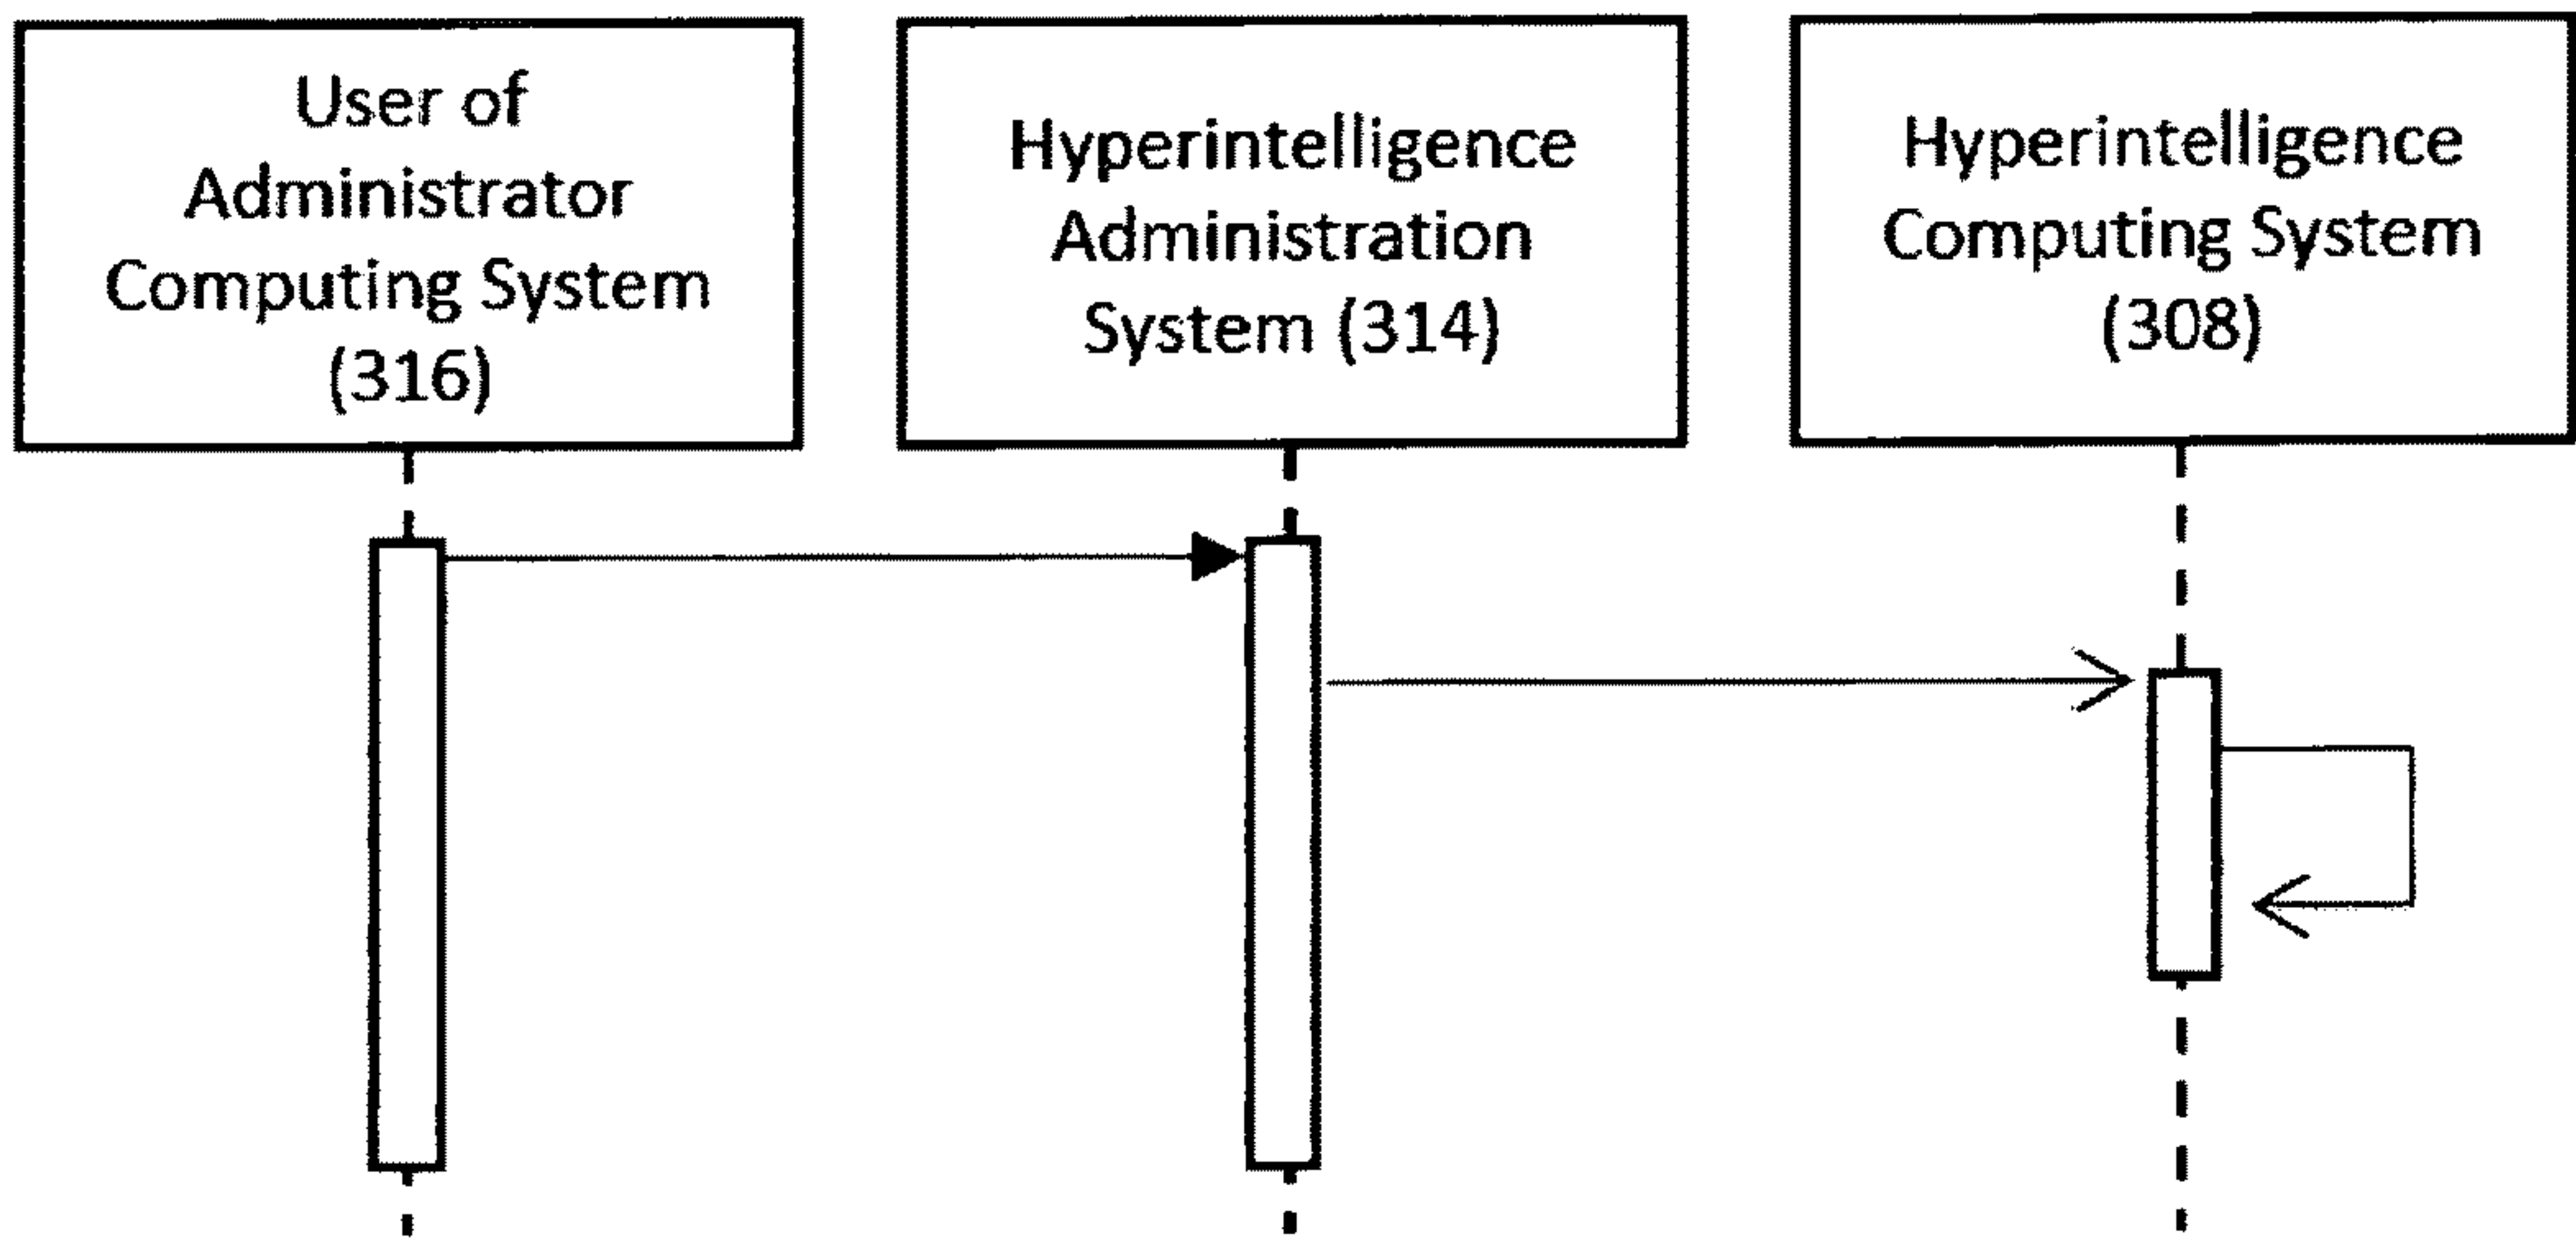 User of
Administrator
Computing System
(316)
Hyperintelligence
Administration
System (314)
Hyperintelligence
Computing System
(308)